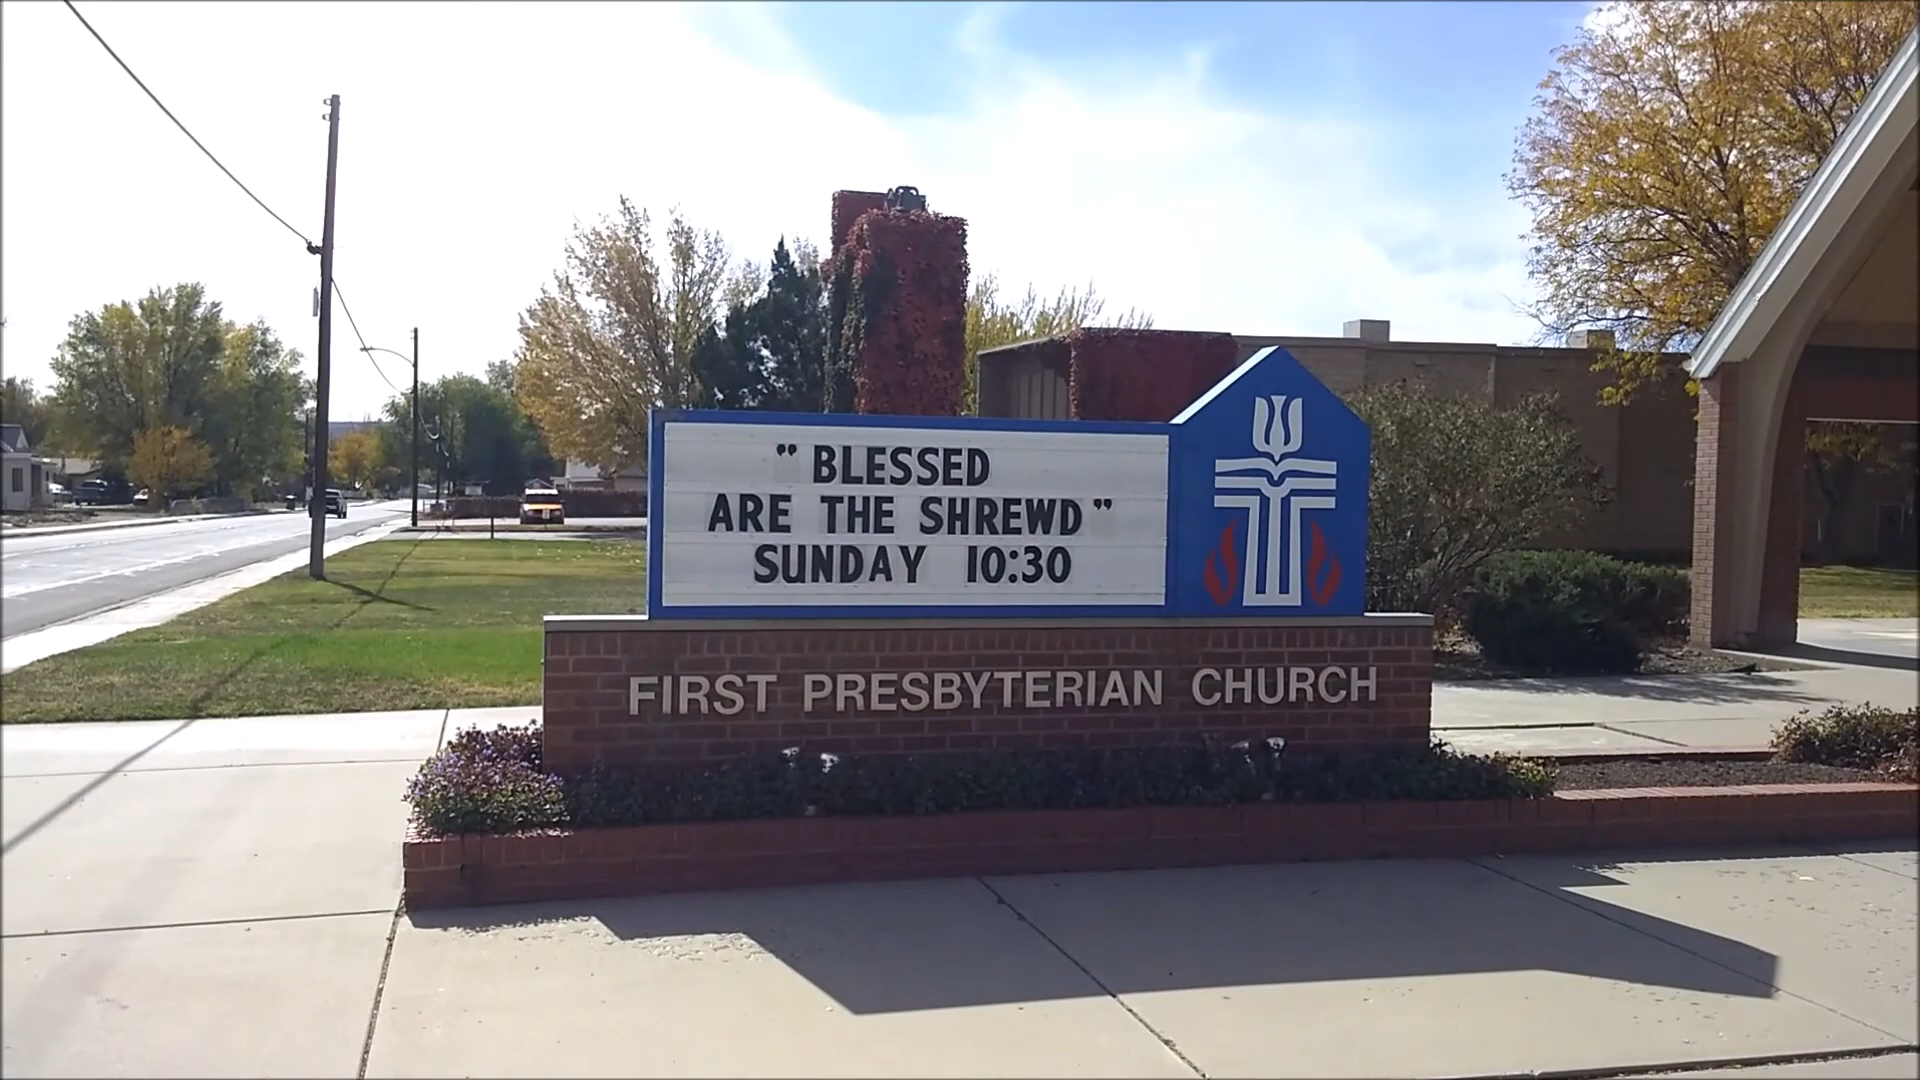 " BLESSED
ARE THE SHREWD "
SUNDAY 10:30
FIRST PRESBYTERIAN CHURCH